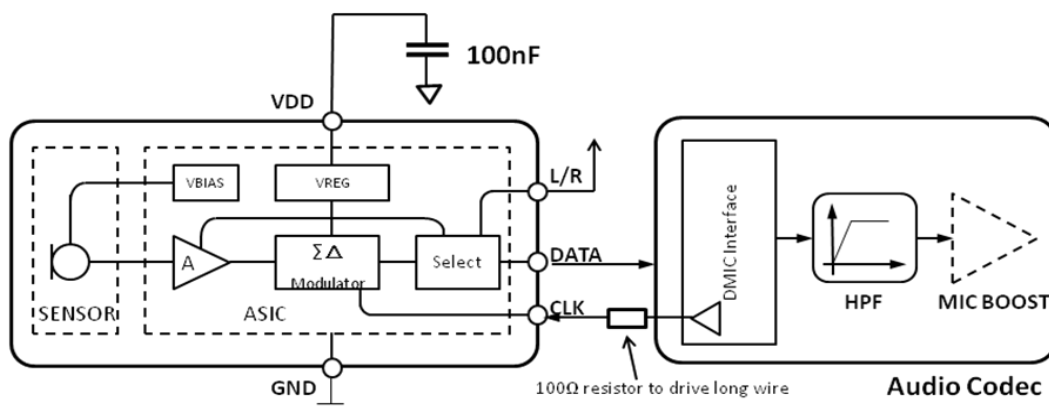 100nF
VDD
VBIAS
VREG
L/R
A
Σ Δ
Modulator
Select
DATA
DMIC Interface
HPF
MIC BOOST
SENSOR
ASIC
CLK
GND
100Ω resistor to drive long wire
Audio Codec